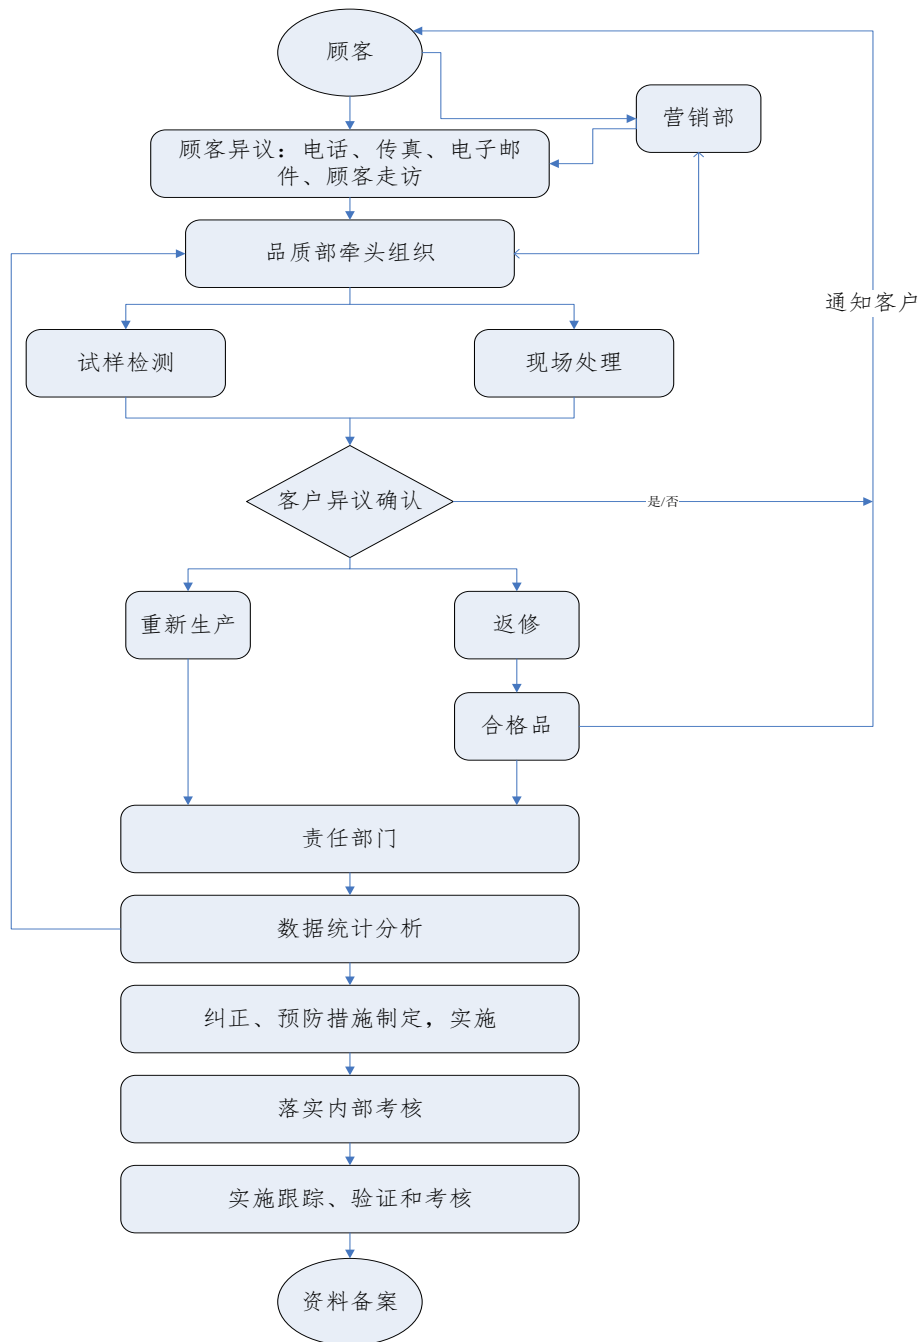 顾客
营销部
顾客异议：电话、传真、电子邮
件、顾客走访
品质部牵头组织
通知客户
试样检测
现场处理
客户异议确认
是/否
重新生产
返修
合格品
责任部门
数据统计分析
纠正、预防措施制定，实施
落实内部考核
实施跟踪、验证和考核
资料备案